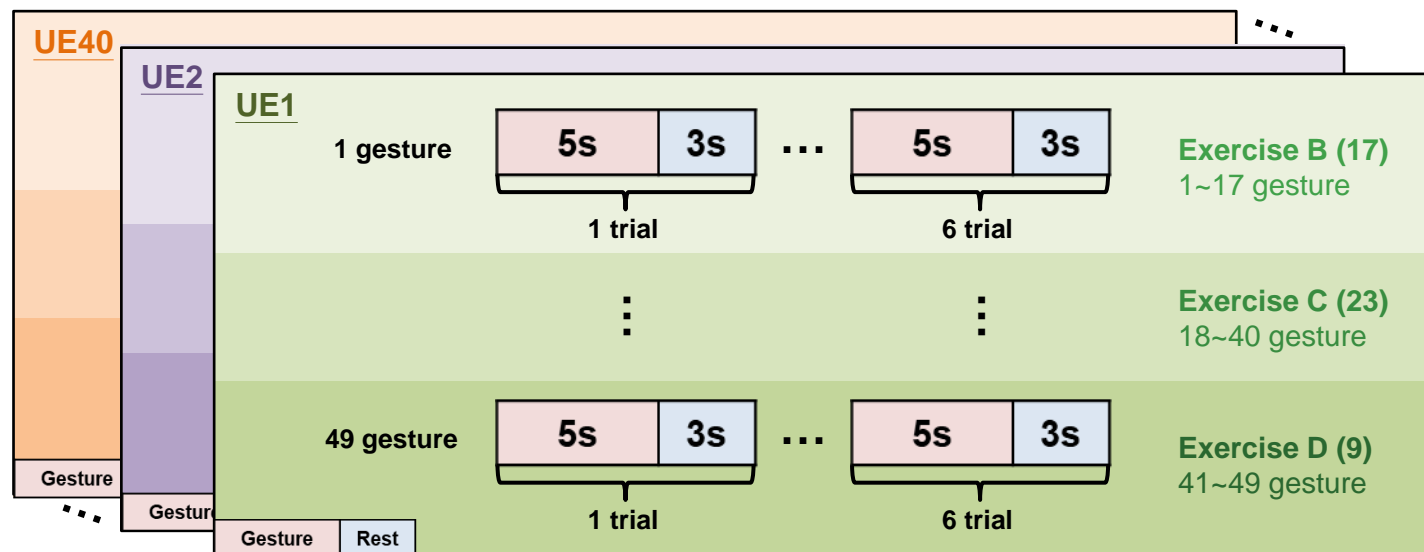 UE40
UE2
UE1
1 gesture
5s 3s ... 5s 3s
1 trial 6 trial
Exercise B (17)
1~17 gesture
Exercise C (23)
18~40 gesture
49 gesture
5s 3s ... 5s 3s
1 trial 6 trial
Exercise D (9)
41~49 gesture
Gesture
Gestur
Gesture Rest